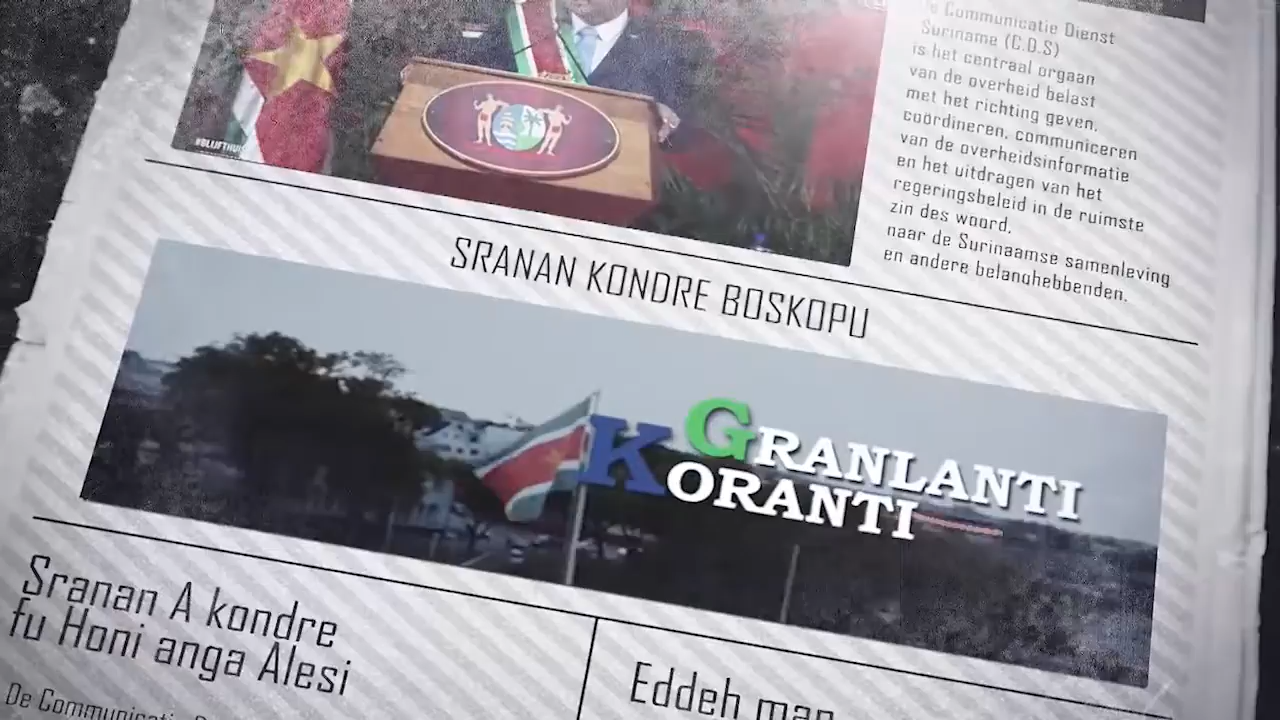 De Communicatie Dienst
Suriname (C.D.S)
is het centraal orgaan
van de overheid belast
met het richting geven,
coördineren, communiceren
van de overheidsinformatie
en het uitdragen van het
regeringsbeleid in de ruimste
zin des woord,
naar de Surinaamse samenleving
en andere belanghebbenden.
SRANAN KONDRE BOSKOPU
GRANLANTI
KORANTI
Sranan A kondre
fu Honi anga Alesi
Eddeh man
De